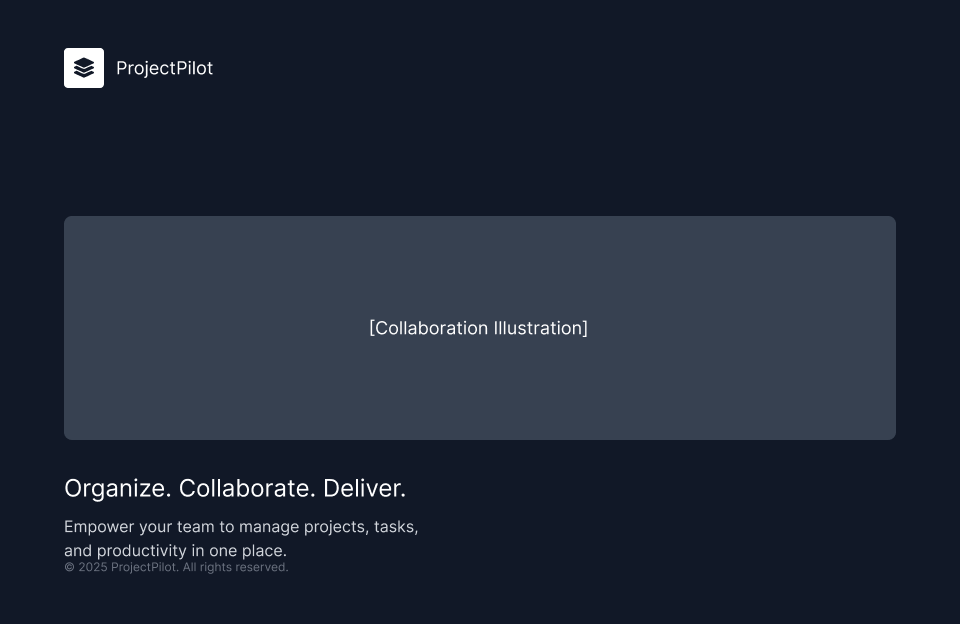 ProjectPilot
[Collaboration Illustration]
Organize. Collaborate. Deliver.
Empower your team to manage projects, tasks,
and productivity in one place.
© 2025 ProjectPilot. All rights reserved.